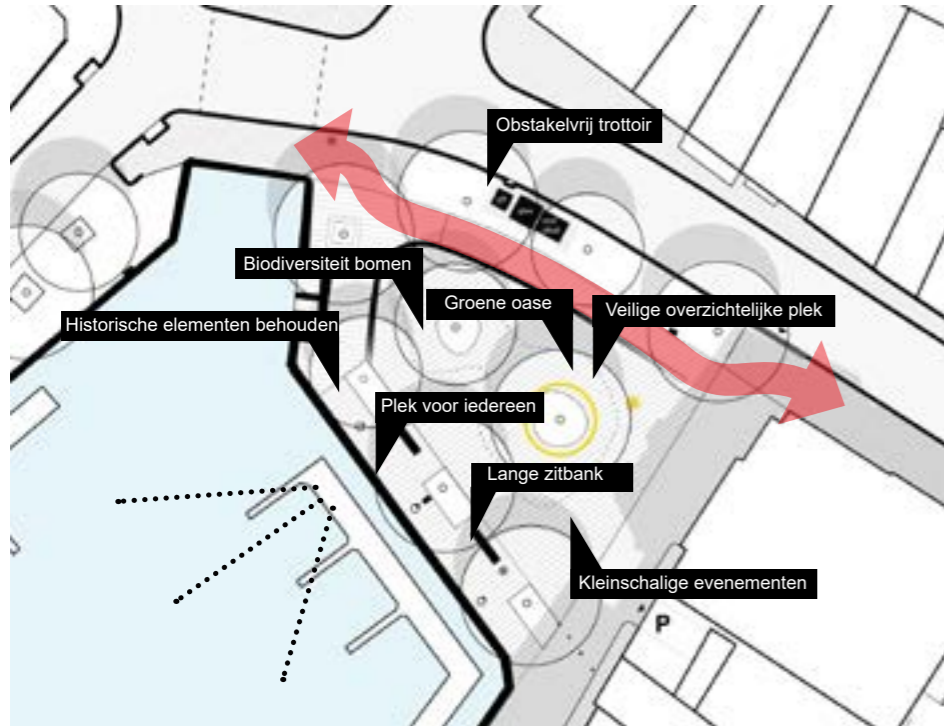 Obstakelvrij trottoir
Biodiversiteit bomen
Groene oase
Veilige overzichtelijke plek
Historische elementen behouden
Plek voor iedereen
Lange zitbank
Kleinschalige evenementen
P